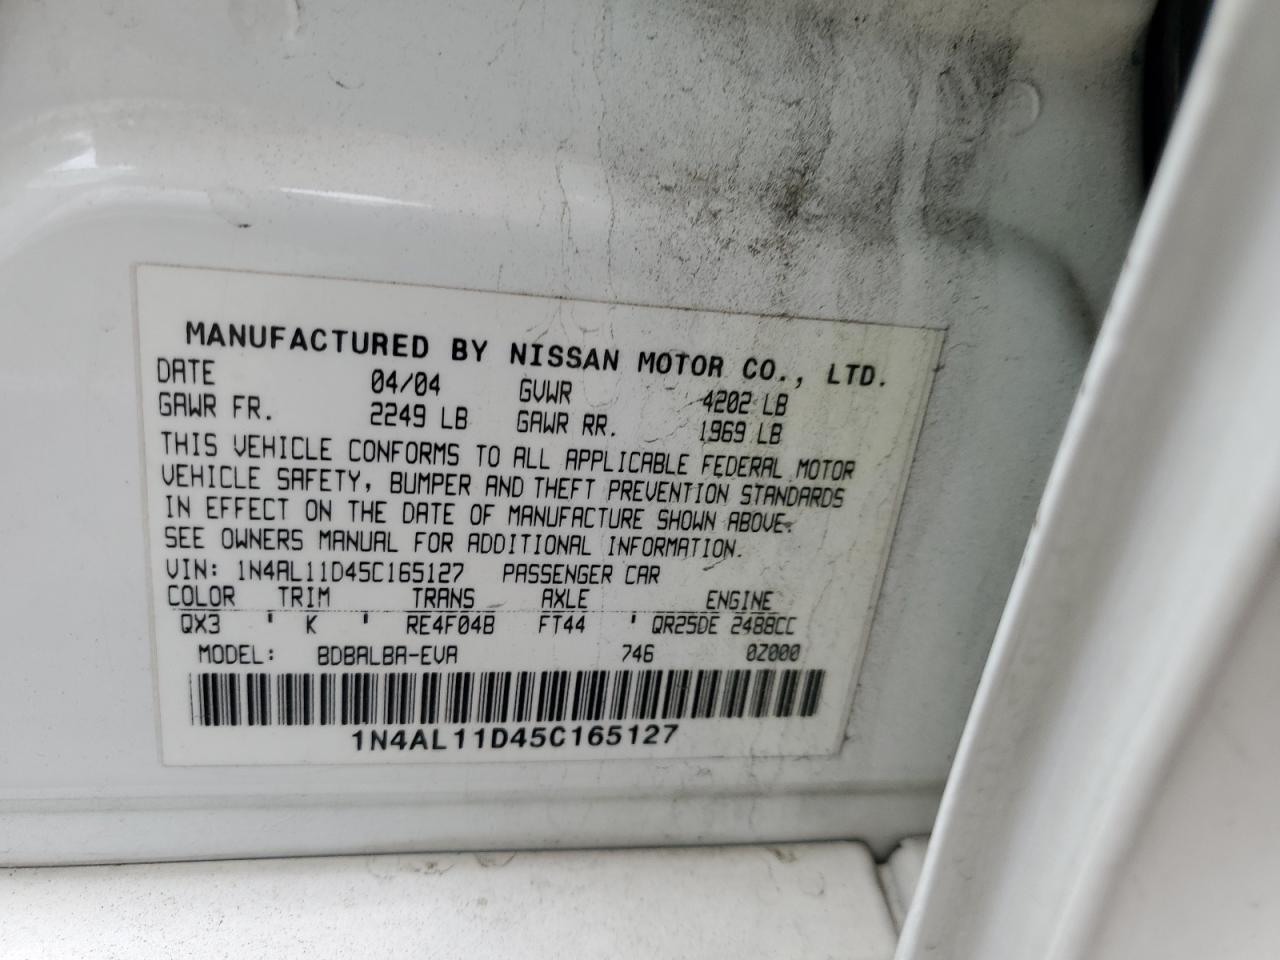 MANUFACTURED BY NISSAN MOTOR CO., LTD.
DATE 04/04 GVWR 4202 LB
GAWR FR. 2249 LB GAWR RR. 1969 LB
THIS VEHICLE CONFORMS TO ALL APPLICABLE FEDERAL MOTOR
VEHICLE SAFETY, BUMPER AND THEFT PREVENTION STANDARDS
IN EFFECT ON THE DATE OF MANUFACTURE SHOWN ABOVE.
SEE OWNERS MANUAL FOR ADDITIONAL INFORMATION.
VIN: 1N4AL11D45C165127 PASSENGER CAR
COLOR TRIM TRANS AXLE ENGINE
QX3 ' K ' RE4F04B FT44 ' QR25DE 2488CC
MODEL: BDBALBA-EVA 746 0Z000
1N4AL11D45C165127